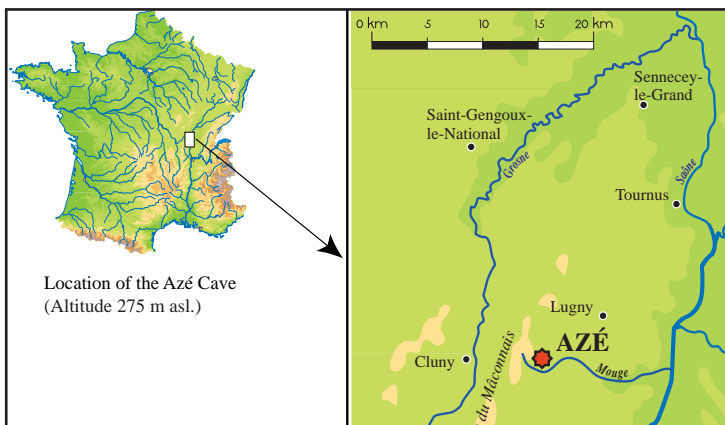 0 km 5 10 15 20 km
Sennecey-
le-Grand
Saint-Gengoux-
le-National
Grosne
Saône
Tournus
Location of the Azé Cave
(Altitude 275 m asl.)
Lugny
AZÉ
Cluny
Mouge
du Mâconnais